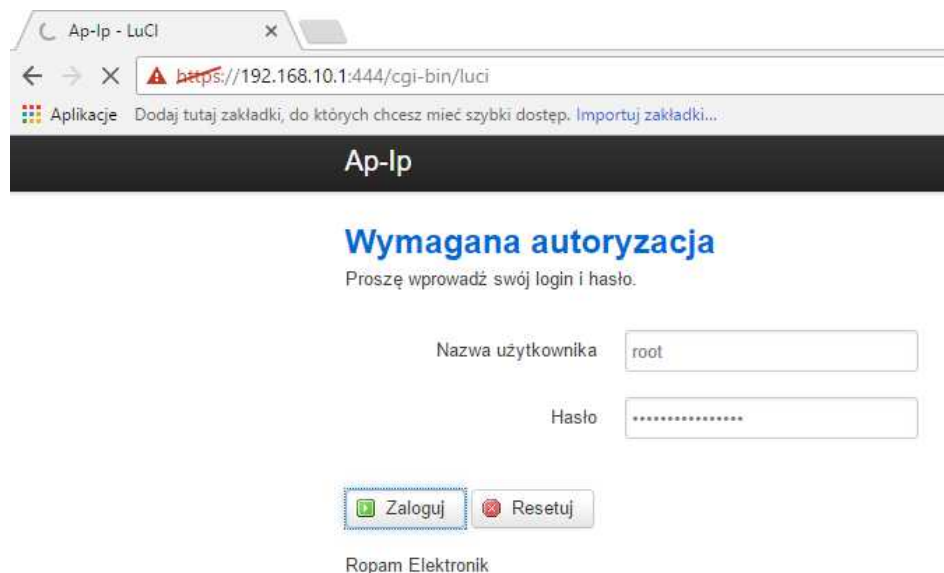 Ap-Ip - LuCI
https://192.168.10.1:444/cgi-bin/luci
Aplikacje Dodaj tutaj zakładki, do których chcesz mieć szybki dostęp. Importuj zakładki...
Ap-Ip
Wymagana autoryzacja
Proszę wprowadź swój login i hasło.
Nazwa użytkownika root
Hasło ••••••••••••••••
Zaloguj Resetuj
Ropam Elektronik